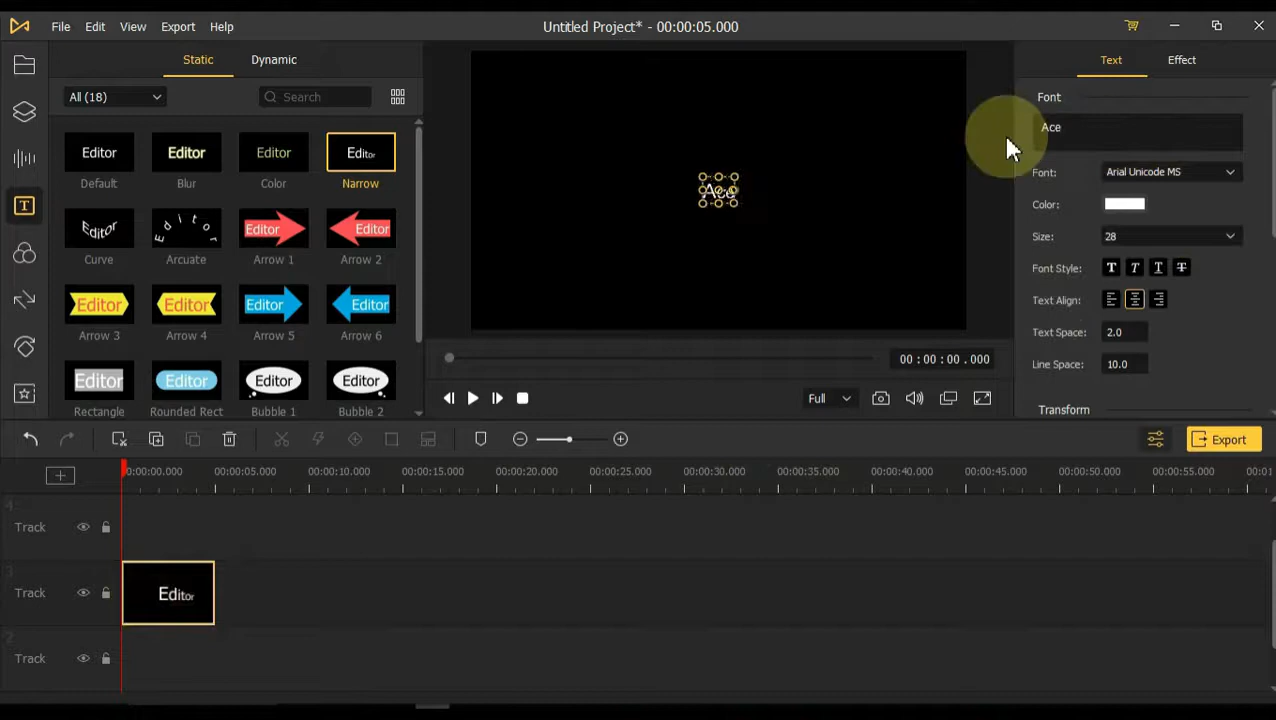 File Edit View Export Help
Untitled Project* - 00:00:05.000
Static Dynamic
All (18)
Search
Editor Editor Editor Editor
Default Blur Color Narrow
Editor Editor Editor Editor
Curve Arcuate Arrow 1 Arrow 2
Editor Editor Editor Editor
Arrow 3 Arrow 4 Arrow 5 Arrow 6
Editor Editor Editor Editor
Rectangle Rounded Rect Bubble 1 Bubble 2
Ace
00:00:00.000
Full
Text Effect
Font
Ace
Font: Arial Unicode MS
Color:
Size: 28
Font Style: T T T T
Text Align:
Text Space: 2.0
Line Space: 10.0
Transform
Export
0:00:00.000 00:00:05.000 00:00:10.000 00:00:15.000 00:00:20.000 00:00:25.000 00:00:30.000 00:00:35.000 00:00:40.000 00:00:45.000 00:00:50.000 00:00:55.000 00:01
4
Track
3
Track
Editor
2
Track